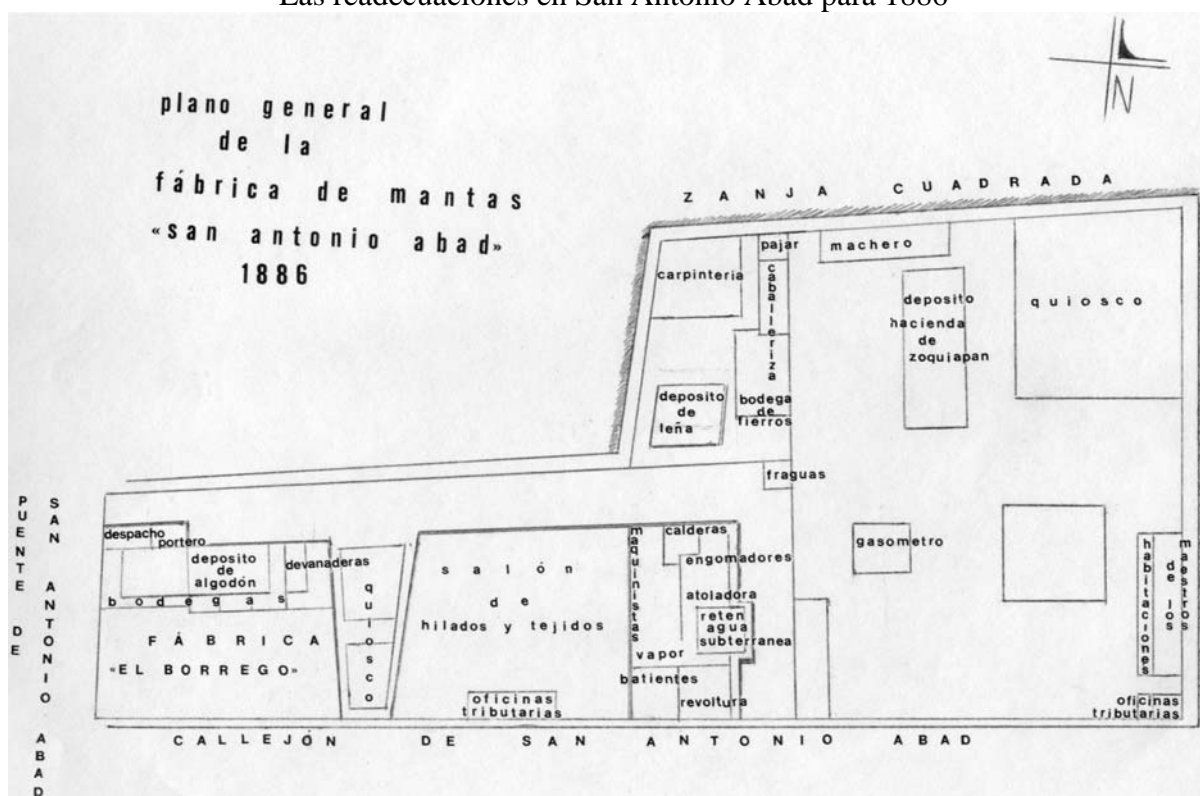 Las readecuaciones en San Antonio Abad para 1886
N
plano general
de la
fábrica de mantas
«san antonio abad»
1886
ZANJA CUADRADA
pajar
machero
carpinteria
caballeriza
deposito
hacienda
de
zoquiapan
quiosco
deposito
de
leña
bodega
de
fierros
fraguas
PUENTE DE
SAN ANTONIO ABAD
despacho
portero
deposito
de
algodón
devanaderas
bodegas
FÁBRICA
«EL BORREGO»
quiosco
salón
de
hilados y tejidos
oficinas
tributarias
maquinistas
calderas
engomadores
atoladora
reten
agua
subterranea
vapor
batientes
revoltura
gasometro
habitaciones
de los
maestros
oficinas
tributarias
CALLEJÓN DE SAN ANTONIO ABAD